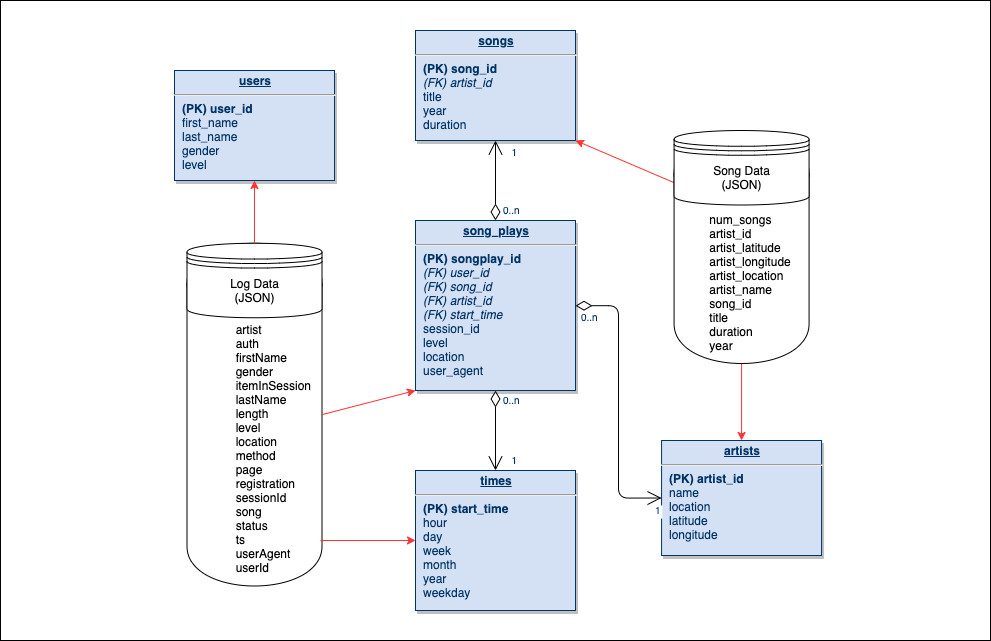 songs
(PK) song_id
(FK) artist_id
title
year
duration
users
(PK) user_id
first_name
last_name
gender
level
1
0..n
Song Data
(JSON)
num_songs
artist_id
artist_latitude
artist_longitude
artist_location
artist_name
song_id
title
duration
year
song_plays
(PK) songplay_id
(FK) user_id
(FK) song_id
(FK) artist_id
(FK) start_time
session_id
level
location
user_agent
0..n
0..n
1
1
Log Data
(JSON)
artist
auth
firstName
gender
itemInSession
lastName
length
level
location
method
page
registration
sessionId
song
status
ts
userAgent
userId
times
(PK) start_time
hour
day
week
month
year
weekday
artists
(PK) artist_id
name
location
latitude
longitude